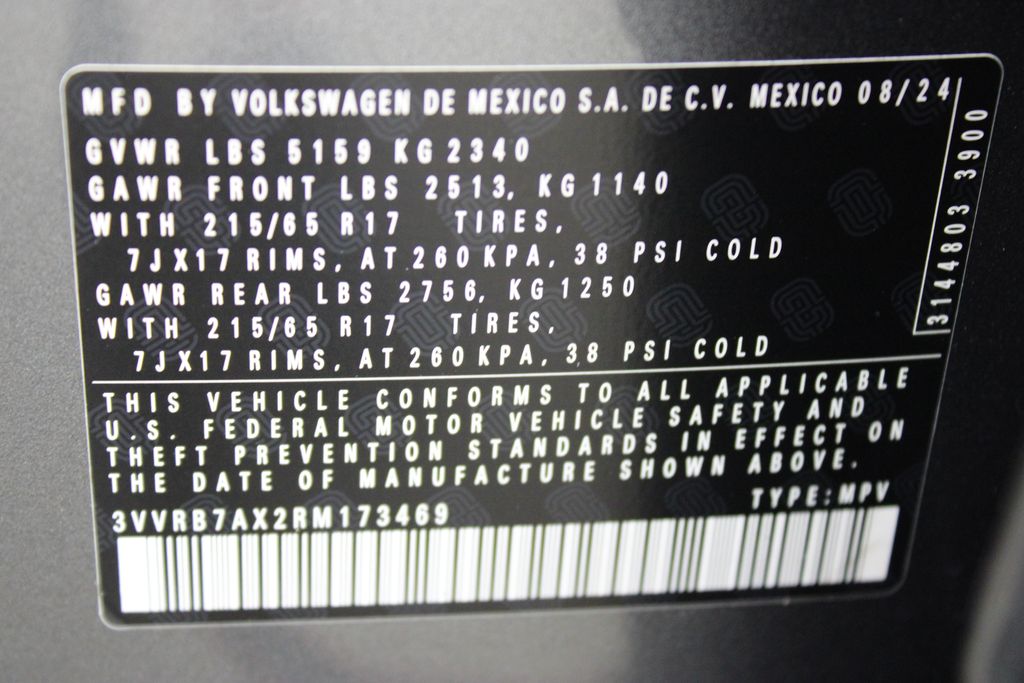 MFD BY VOLKSWAGEN DE MEXICO S.A. DE C.V. MEXICO 08/24
GVWR LBS 5159 KG 2340
GAWR FRONT LBS 2513, KG 1140
WITH 215/65 R17 TIRES,
7JX17 RIMS, AT 260 KPA, 38 PSI COLD
GAWR REAR LBS 2756, KG 1250
WITH 215/65 R17 TIRES,
7JX17 RIMS, AT 260 KPA, 38 PSI COLD
3144803 3900
THIS VEHICLE CONFORMS TO ALL APPLICABLE
U.S. FEDERAL MOTOR VEHICLE SAFETY AND
THEFT PREVENTION STANDARDS IN EFFECT ON
THE DATE OF MANUFACTURE SHOWN ABOVE.
TYPE: MPV
3VVRB7AX2RM173469